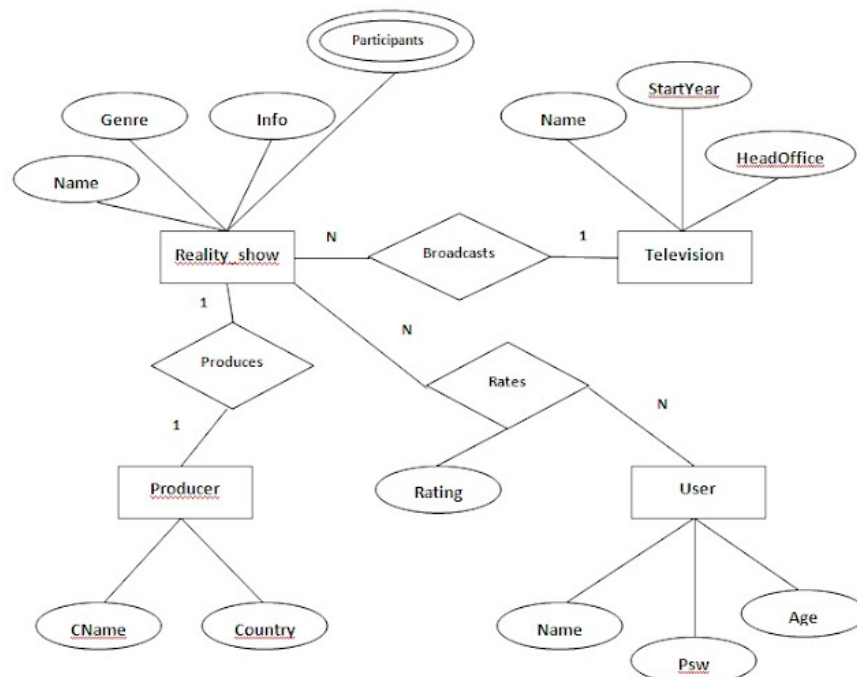 Participants
StartYear
Genre
Info
Name
HeadOffice
Name
Reality_show
N
Broadcasts
1
Television
1
N
Produces
Rates
N
1
Producer
Rating
User
CName
Country
Name
Age
Psw